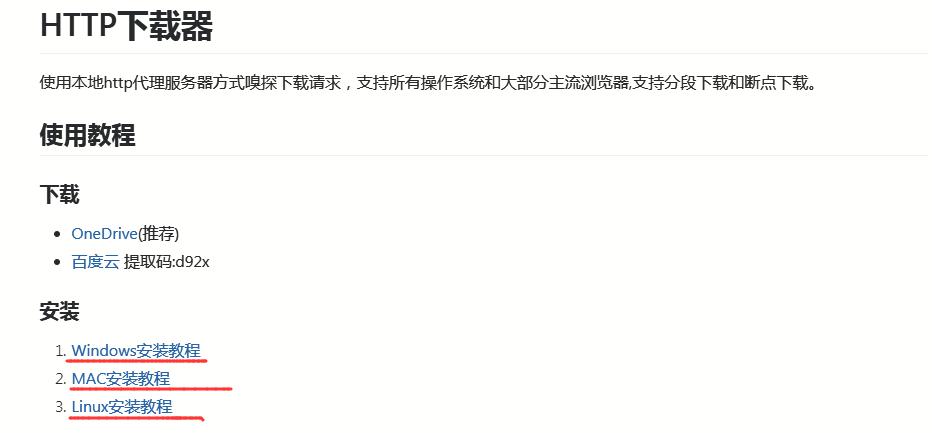 HTTP下载器
使用本地http代理服务器方式嗅探下载请求，支持所有操作系统和大部分主流浏览器,支持分段下载和断点下载。
使用教程
下载
• OneDrive(推荐)
• 百度云 提取码:d92x
安装
1. Windows安装教程
2. MAC安装教程
3. Linux安装教程